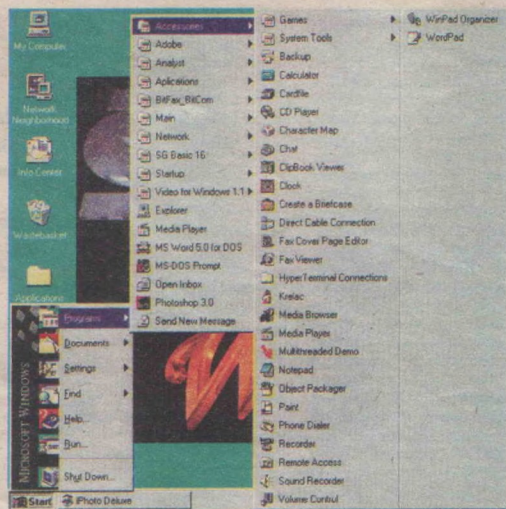 My Computer
Network
Neighborhood
Info Center
Wastebasket
Applications
MICROSOFT WINDOWS
Programs
Documents
Settings
Find
Help...
Run...
Shut Down...
Start
iPhoto Deluxe
Accessories
Adobe
Analyst
Aplications
BitFax_BitCom
Main
Network
SG Basic 16
Startup
Video for Windows 1.1
Explorer
Media Player
MS Word 5.0 for DOS
MS-DOS Prompt
Open Inbox
Photoshop 3.0
Send New Message
Games
System Tools
Backup
Calculator
Cardfile
CD Player
Character Map
Chat
ClipBook Viewer
Clock
Create a Briefcase
Direct Cable Connection
Fax Cover Page Editor
Fax Viewer
HyperTerminal Connections
Media Browser
Media Player
Multithreaded Demo
Notepad
Object Packager
Paint
Phone Dialer
Recorder
Remote Access
Sound Recorder
Volume Control
WinPad Organizer
WordPad